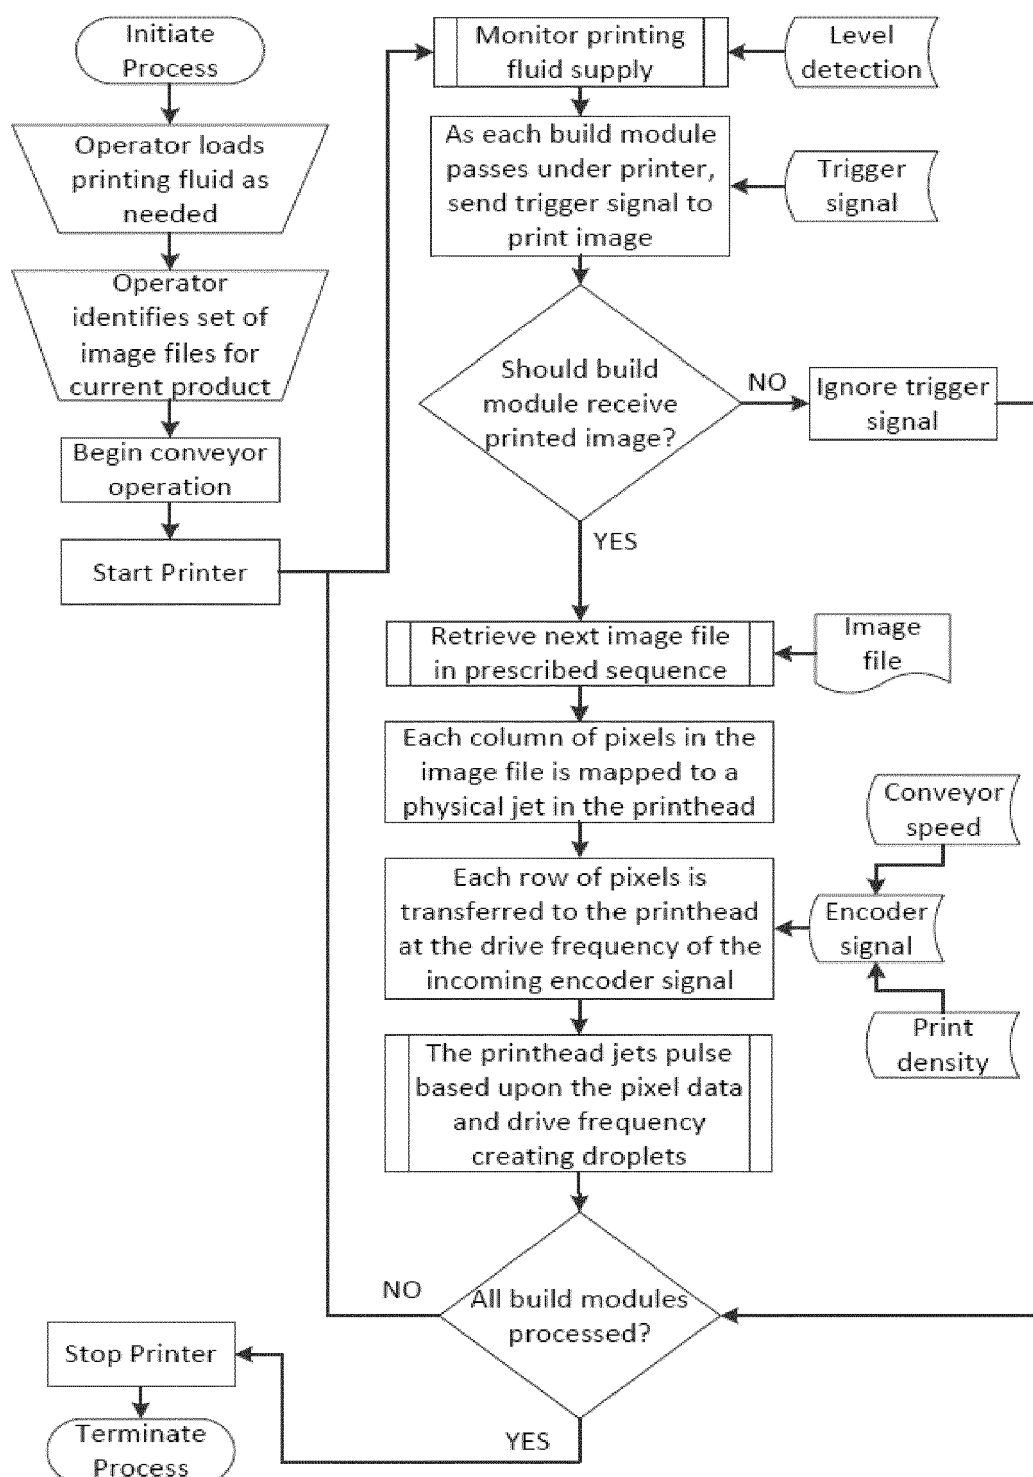 Initiate
Process
Operator loads
printing fluid as
needed
Operator
identifies set of
image files for
current product
Begin conveyor
operation
Start Printer
Monitor printing
fluid supply
Level
detection
As each build module
passes under printer,
send trigger signal to
print image
Trigger
signal
Should build
module receive
printed image?
NO
Ignore trigger
signal
YES
Retrieve next image file
in prescribed sequence
Image
file
Each column of pixels in the
image file is mapped to a
physical jet in the printhead
Conveyor
speed
Each row of pixels is
transferred to the printhead
at the drive frequency of the
incoming encoder signal
Encoder
signal
Print
density
The printhead jets pulse
based upon the pixel data
and drive frequency
creating droplets
All build modules
processed?
NO
YES
Stop Printer
Terminate
Process